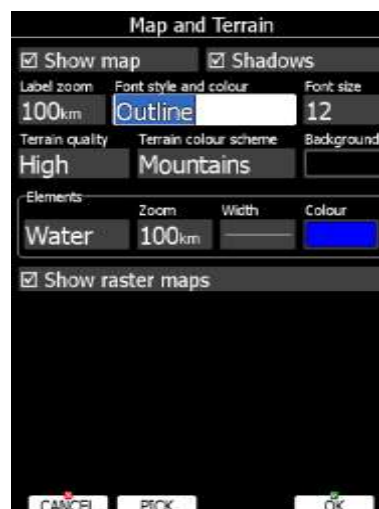 Map and Terrain
Show map Shadows
Label zoom Font style and colour Font size
100km Outline 12
Terrain quality Terrain colour scheme Background
High Mountains
Elements
Zoom Width Colour
Water 100km
Show raster maps
CANCEL PICK OK